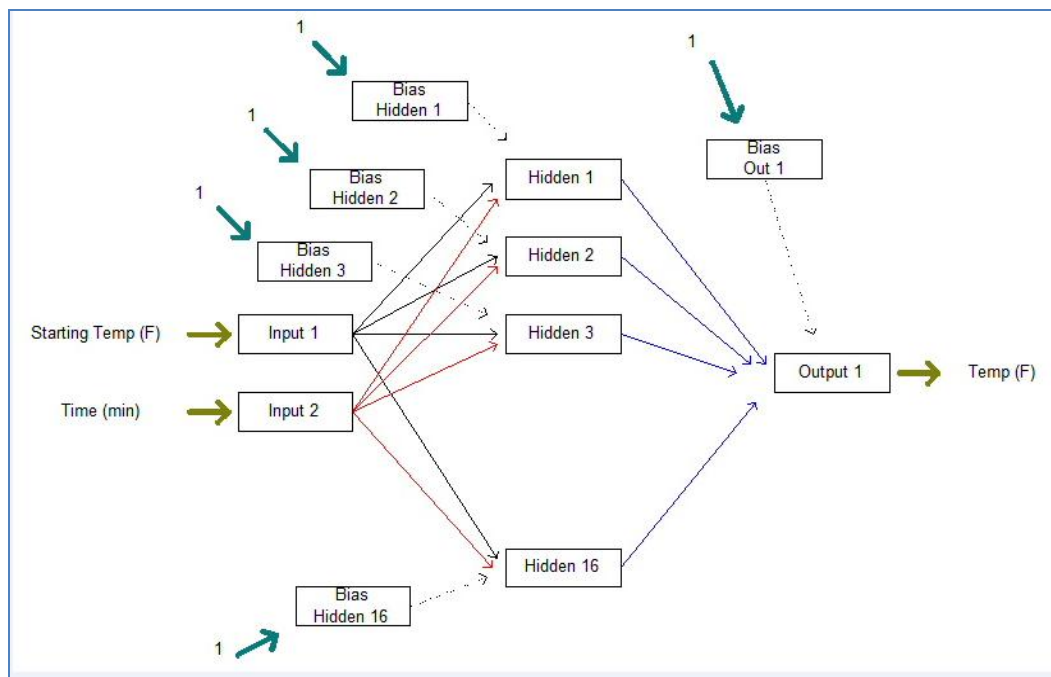 1
Bias
Hidden 1
1
Bias
Out 1
1
Bias
Hidden 2
Hidden 1
1
Bias
Hidden 3
Hidden 2
Starting Temp (F)
Input 1
Hidden 3
Output 1
Temp (F)
Time (min)
Input 2
Hidden 16
Bias
Hidden 16
1